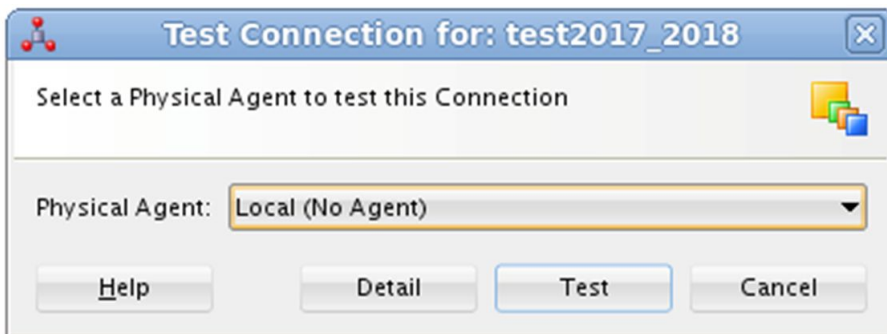 Test Connection for: test2017_2018
Select a Physical Agent to test this Connection
Physical Agent: Local (No Agent)
Help Detail Test Cancel